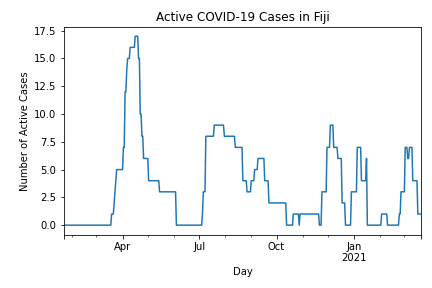 Active COVID-19 Cases in Fiji
Number of Active Cases
17.5
15.0
12.5
10.0
7.5
5.0
2.5
0.0
Apr Jul Oct Jan
2021
Day